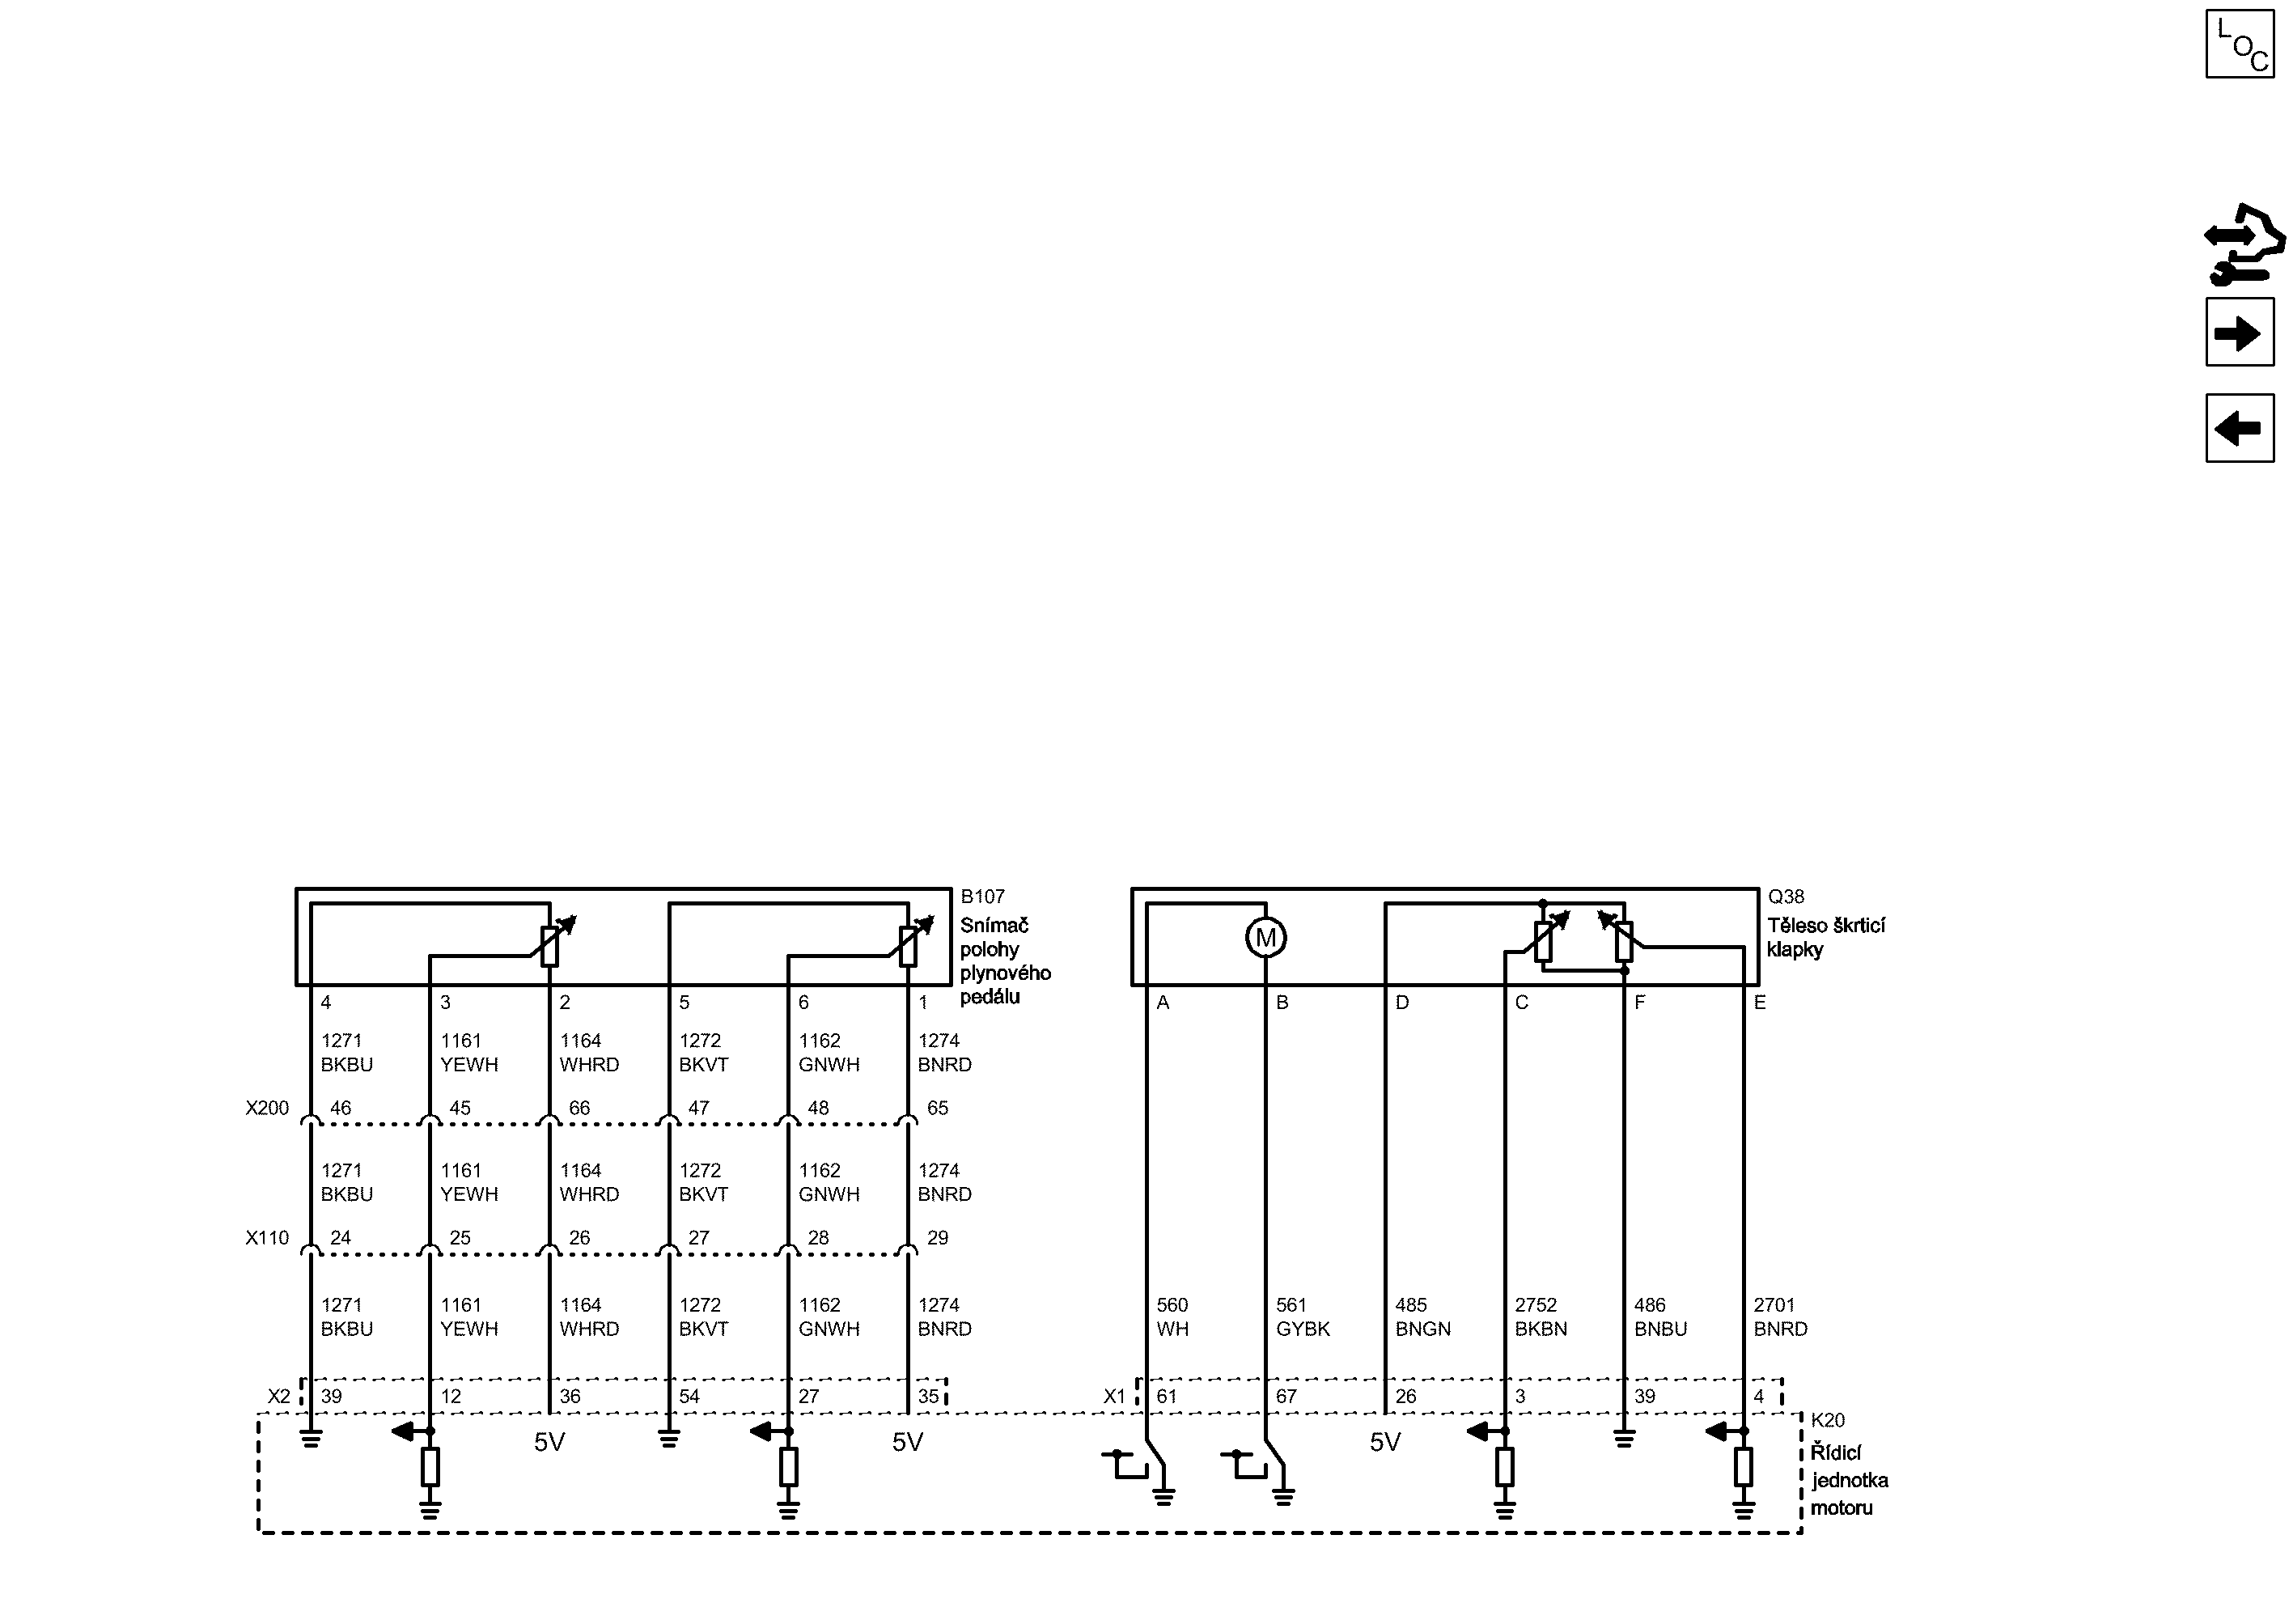 LOC
B107
Snímač
polohy
plynového
pedálu
Q38
Těleso škrticí
klapky
M
4 3 2 5 6 1 A B D C F E
1271 1161 1164 1272 1162 1274
BKBU YEWH WHRD BKVT GNWH BNRD
X200 46 45 66 47 48 65
1271 1161 1164 1272 1162 1274
BKBU YEWH WHRD BKVT GNWH BNRD
X110 24 25 26 27 28 29
1271 1161 1164 1272 1162 1274 560 561 485 2752 486 2701
BKBU YEWH WHRD BKVT GNWH BNRD WH GYBK BNGN BKBN BNBU BNRD
X2 39 12 36 54 27 35 X1 61 67 26 3 39 4
5V 5V 5V
K20
Řídicí
jednotka
motoru